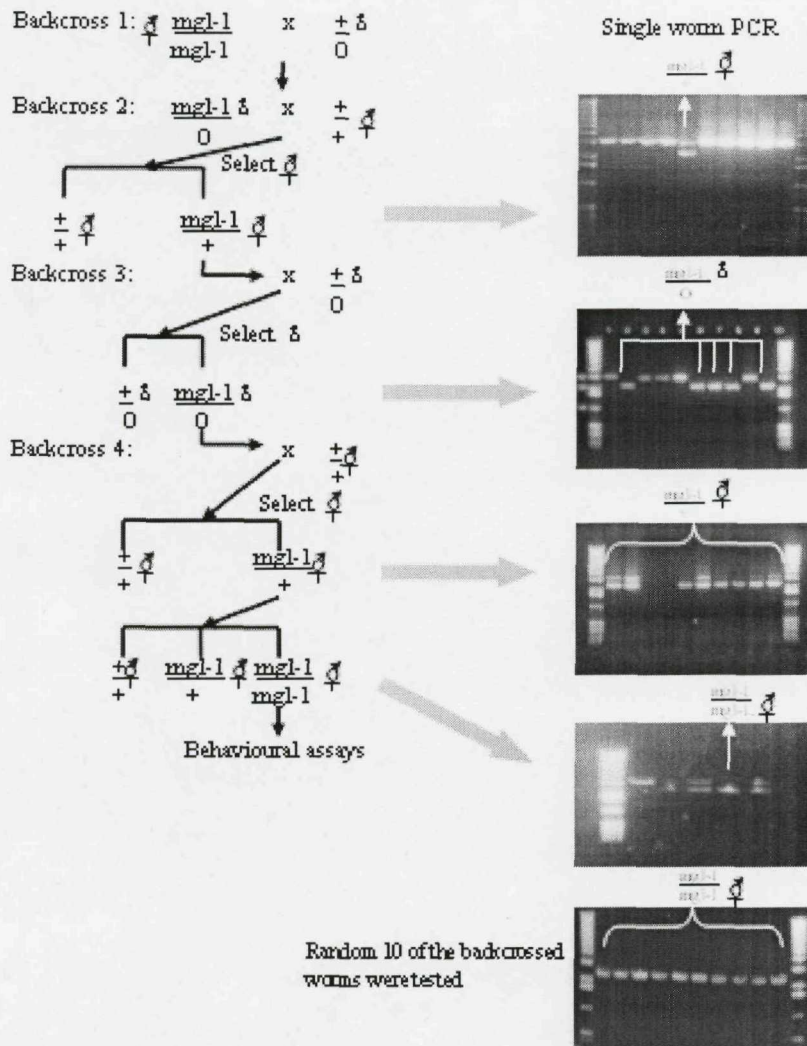 Backcross 1: ⚥ mgl-1 x + ♂
mgl-1 0
Single worm PCR
mgl-1 ⚥
Backcross 2: mgl-1 ♂ x +
0 + ⚥
Select ⚥
+ ⚥ mgl-1 ⚥
+ +
Backcross 3: x + ♂
0
mgl-1 ♂
0
Select ♂
+ ♂ mgl-1 ♂
0 0
Backcross 4: x + ⚥
+
mgl-1 ⚥
Select ⚥
+ ⚥ mgl-1 ⚥
+ +
+ ⚥ mgl-1 ⚥ mgl-1 ⚥
+ + mgl-1
mgl-1 ⚥
mgl-1
Behavioural assays
mgl-1 ⚥
mgl-1
Random 10 of the backcrossed
worms were tested